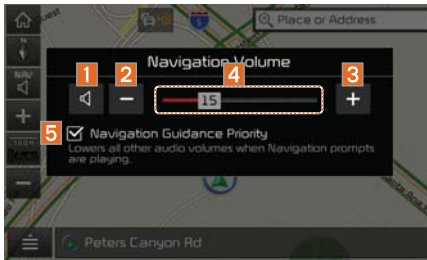 Place or Address
5
N
NAV
1
2
Navigation Volume
4
3
15
5
Navigation Guidance Priority
Lowers all other audio volumes when Navigation prompts
are playing.
Peters Canyon Rd